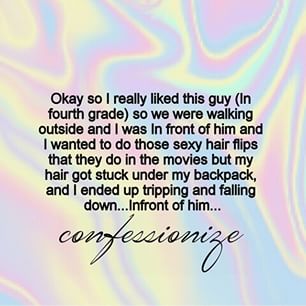 Okay so I really liked this guy (In
fourth grade) so we were walking
outside and I was In front of him and
I wanted to do those sexy hair flips
that they do in the movies but my
hair got stuck under my backpack,
and I ended up tripping and falling
down...Infront of him...
confessionize